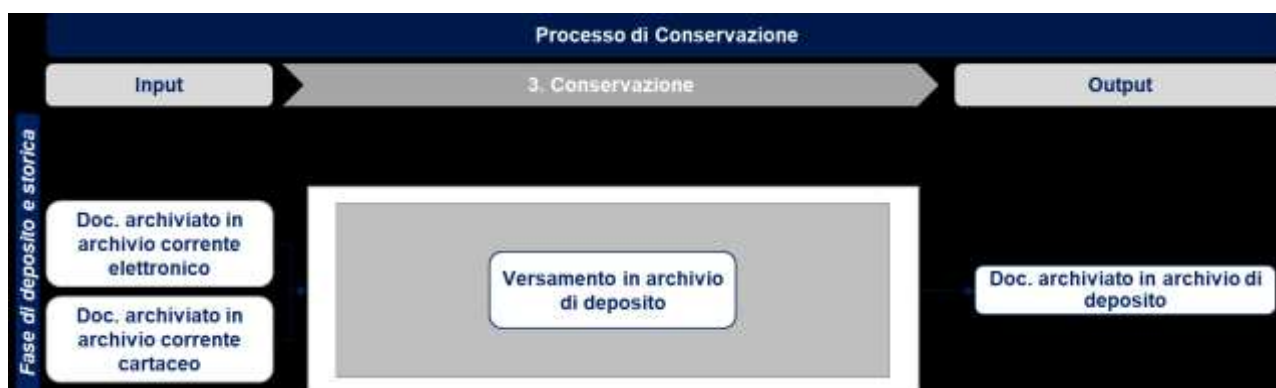 Processo di Conservazione
Input
3. Conservazione
Output
Fase di deposito e storica
Doc. archiviato in
archivio corrente
elettronico
Doc. archiviato in
archivio corrente
cartaceo
Versamento in archivio
di deposito
Doc. archiviato in archivio di
deposito